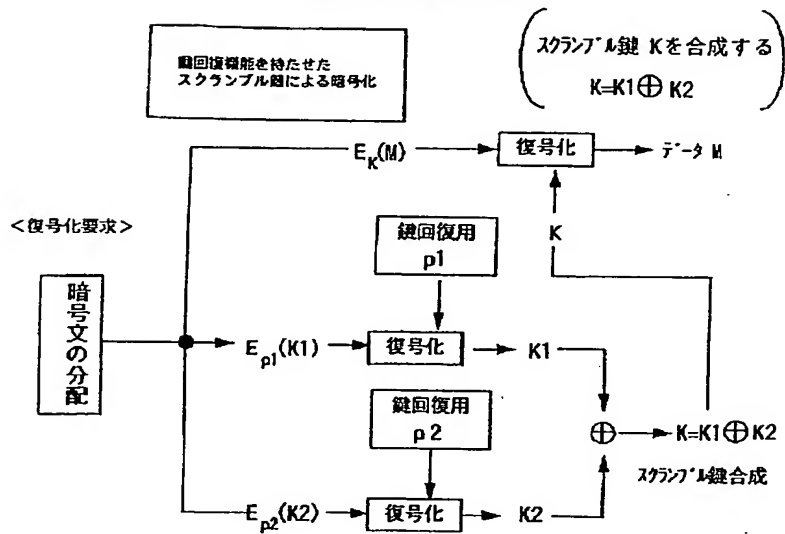 鍵回復機能を持たせた
スクランブル鍵による暗号化
スクランブル鍵 Kを合成する
K=K1⊕K2
E_K(M)
復号化
データ M
<復号化要求>
鍵回復用
p1
K
暗号文の分配
E_p1(K1)
復号化
K1
鍵回復用
p2
⊕
K=K1⊕K2
スクランブル鍵合成
E_p2(K2)
復号化
K2